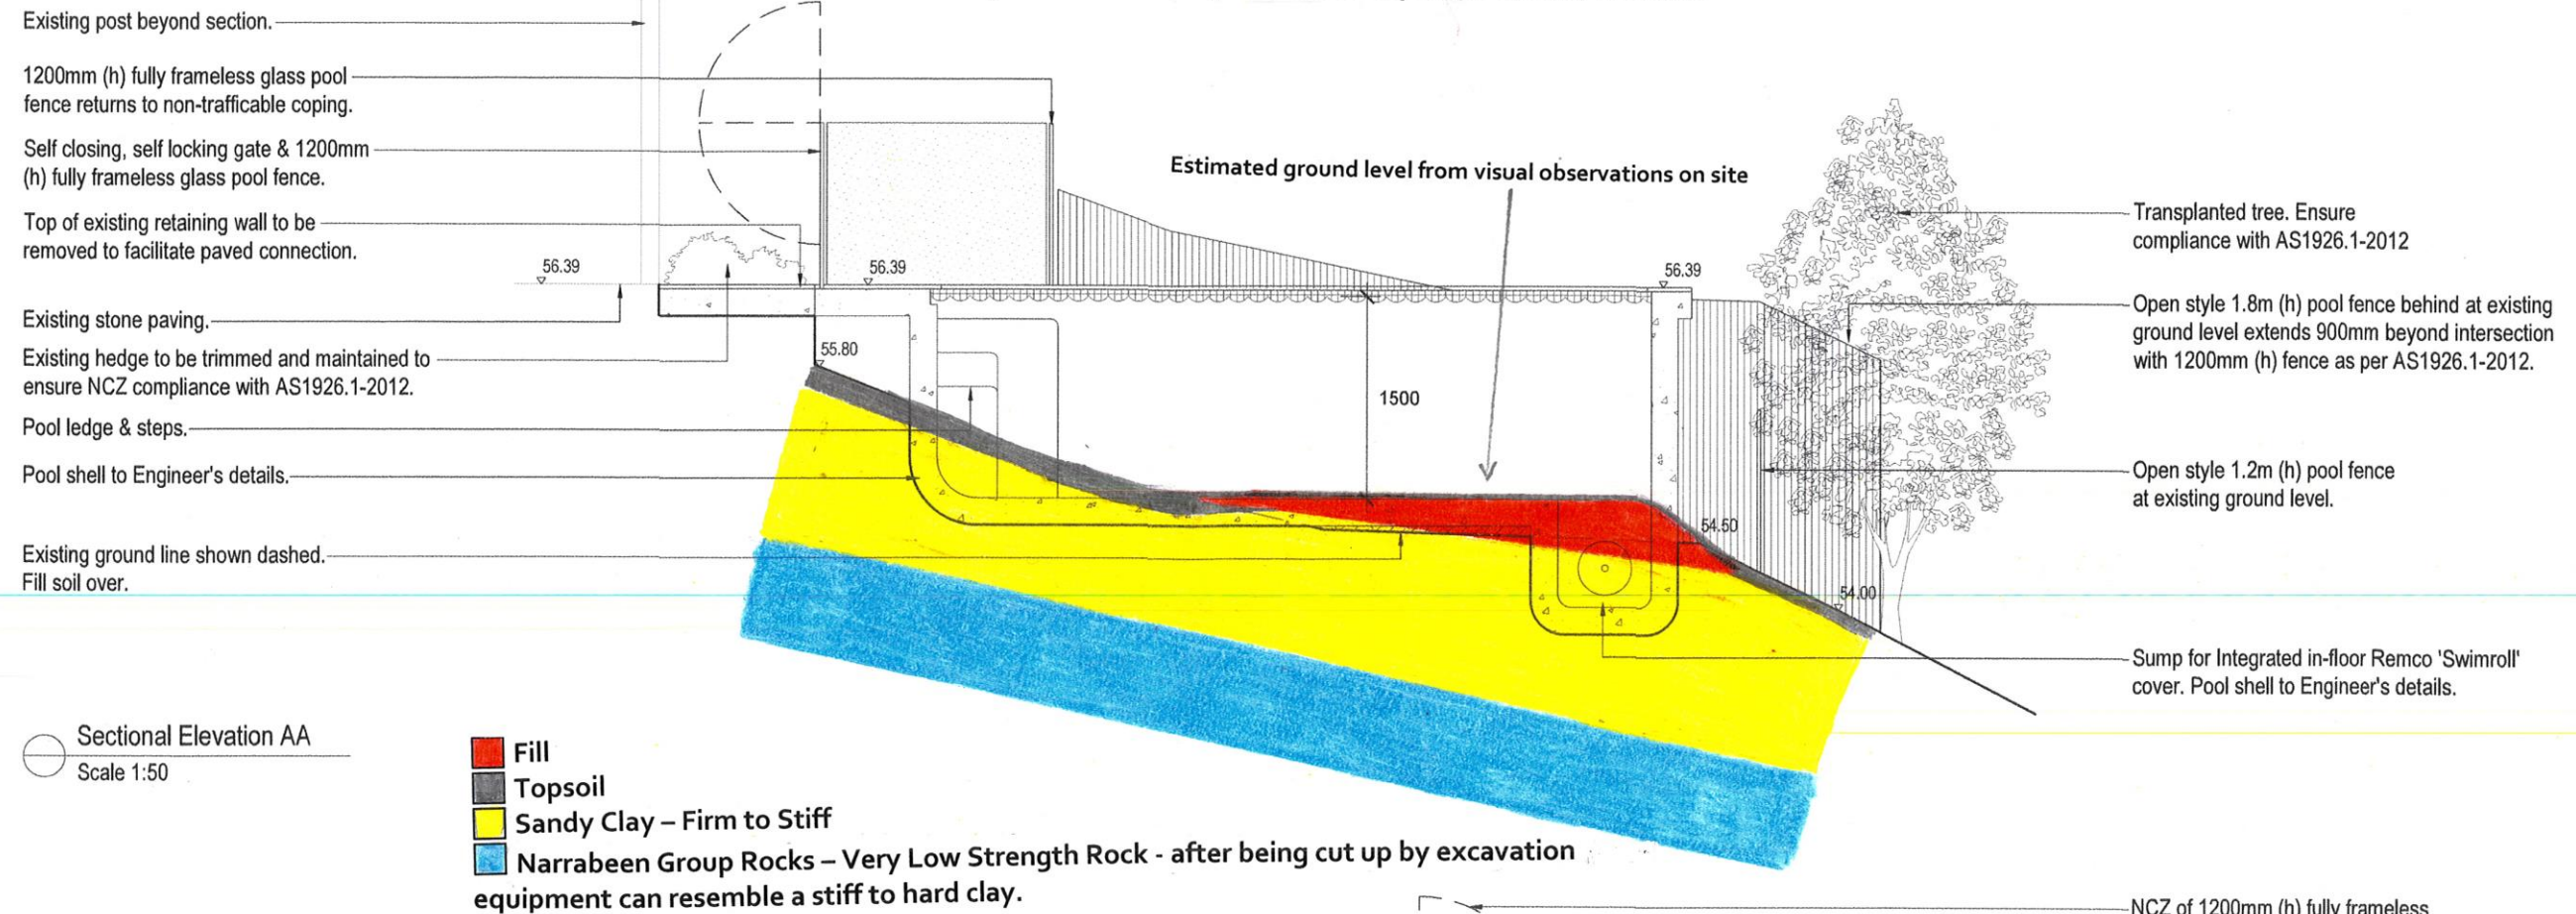 Existing post beyond section.
1200mm (h) fully frameless glass pool
fence returns to non-trafficable coping.
Self closing, self locking gate & 1200mm
(h) fully frameless glass pool fence.
Top of existing retaining wall to be
removed to facilitate paved connection.
Existing stone paving.
Existing hedge to be trimmed and maintained to
ensure NCZ compliance with AS1926.1-2012.
Pool ledge & steps.
Pool shell to Engineer's details.
Existing ground line shown dashed.
Fill soil over.
56.39
56.39
56.39
55.80
Estimated ground level from visual observations on site
1500
54.50
54.00
Transplanted tree. Ensure
compliance with AS1926.1-2012
Open style 1.8m (h) pool fence behind at existing
ground level extends 900mm beyond intersection
with 1200mm (h) fence as per AS1926.1-2012.
Open style 1.2m (h) pool fence
at existing ground level.
Sump for Integrated in-floor Remco 'Swimroll'
cover. Pool shell to Engineer's details.
Sectional Elevation AA
Scale 1:50
Fill
Topsoil
Sandy Clay – Firm to Stiff
Narrabeen Group Rocks – Very Low Strength Rock - after being cut up by excavation
equipment can resemble a stiff to hard clay.
NCZ of 1200mm (h) fully frameless